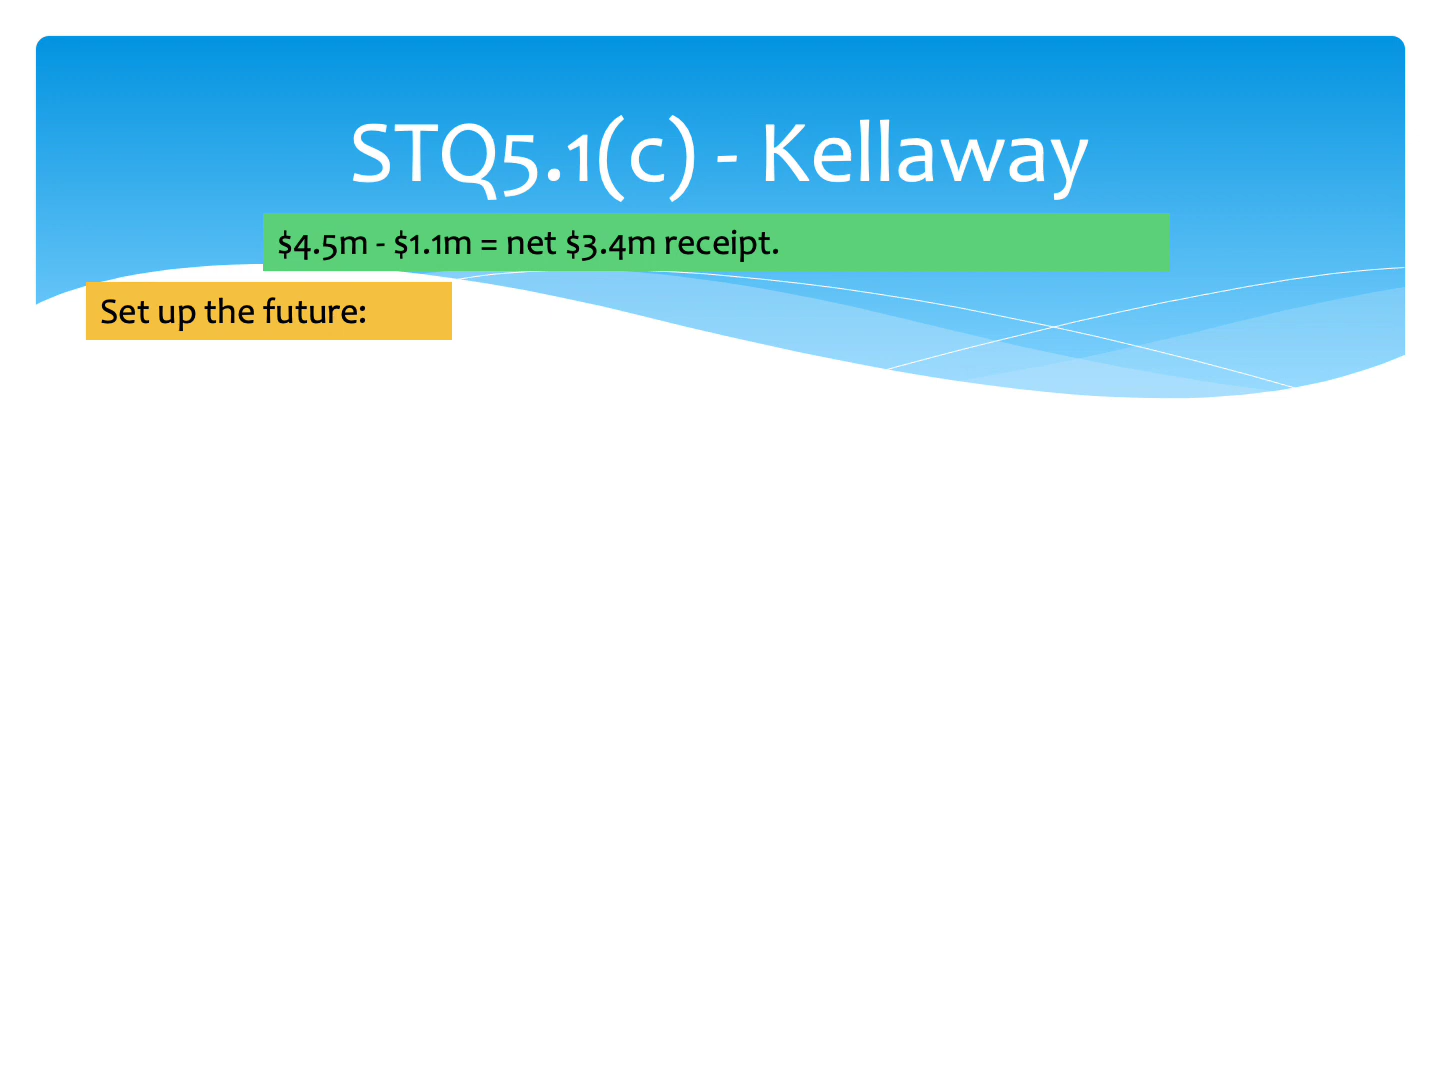 STQ5.1(c) - Kellaway
$4.5m - $1.1m = net $3.4m receipt.
Set up the future: